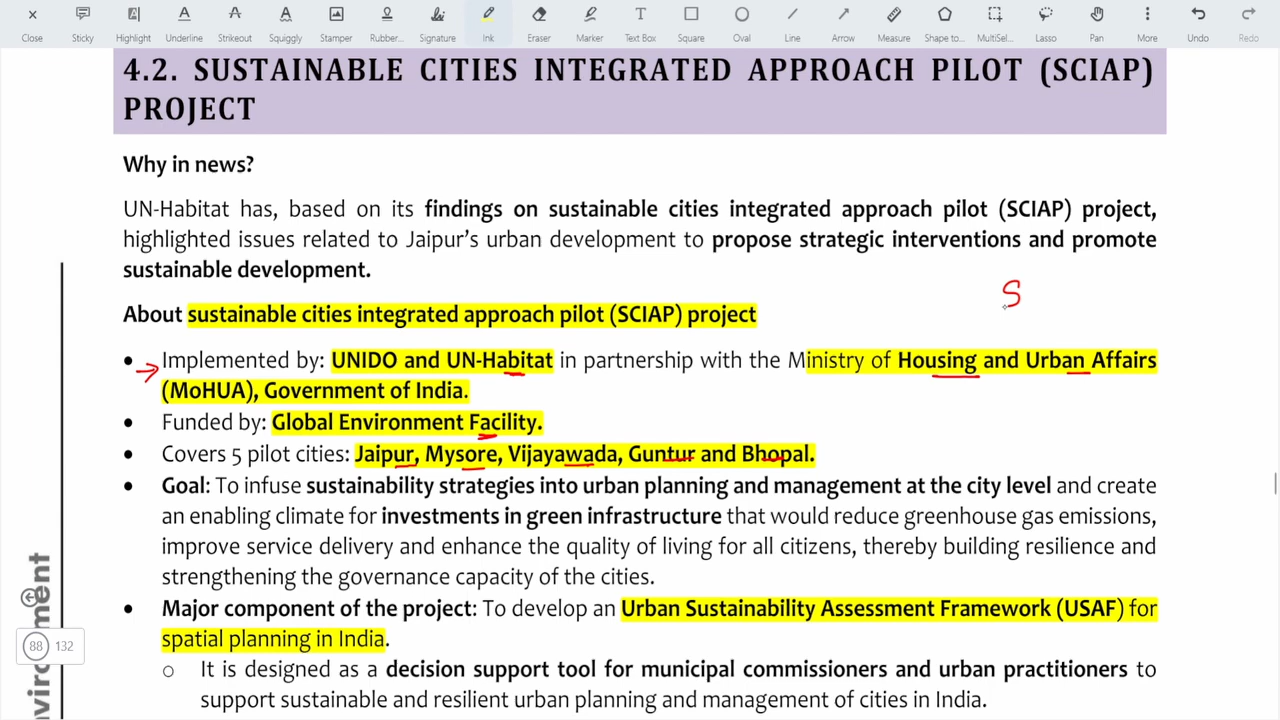 Close Sticky Highlight Underline Strikeout Squiggly Stamper Rubber... Signature Ink Eraser Marker Text Box Square Oval Line Arrow Measure Shape to... MultiSel... Lasso Pan More Undo Redo
4.2. SUSTAINABLE CITIES INTEGRATED APPROACH PILOT (SCIAP)
PROJECT
Why in news?
UN-Habitat has, based on its findings on sustainable cities integrated approach pilot (SCIAP) project,
highlighted issues related to Jaipur's urban development to propose strategic interventions and promote
sustainable development.
S
About sustainable cities integrated approach pilot (SCIAP) project
• Implemented by: UNIDO and UN-Habitat in partnership with the Ministry of Housing and Urban Affairs
(MoHUA), Government of India.
• Funded by: Global Environment Facility.
• Covers 5 pilot cities: Jaipur, Mysore, Vijayawada, Guntur and Bhopal.
• Goal: To infuse sustainability strategies into urban planning and management at the city level and create
an enabling climate for investments in green infrastructure that would reduce greenhouse gas emissions,
improve service delivery and enhance the quality of living for all citizens, thereby building resilience and
strengthening the governance capacity of the cities.
• Major component of the project: To develop an Urban Sustainability Assessment Framework (USAF) for
spatial planning in India.
o It is designed as a decision support tool for municipal commissioners and urban practitioners to
support sustainable and resilient urban planning and management of cities in India.
88 132